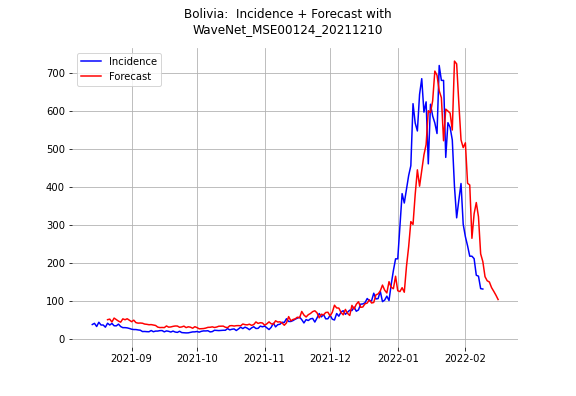 Bolivia:  Incidence + Forecast with
WaveNet_MSE00124_20211210
Incidence
Forecast
700
600
500
400
300
200
100
0
2021-09 2021-10 2021-11 2021-12 2022-01 2022-02